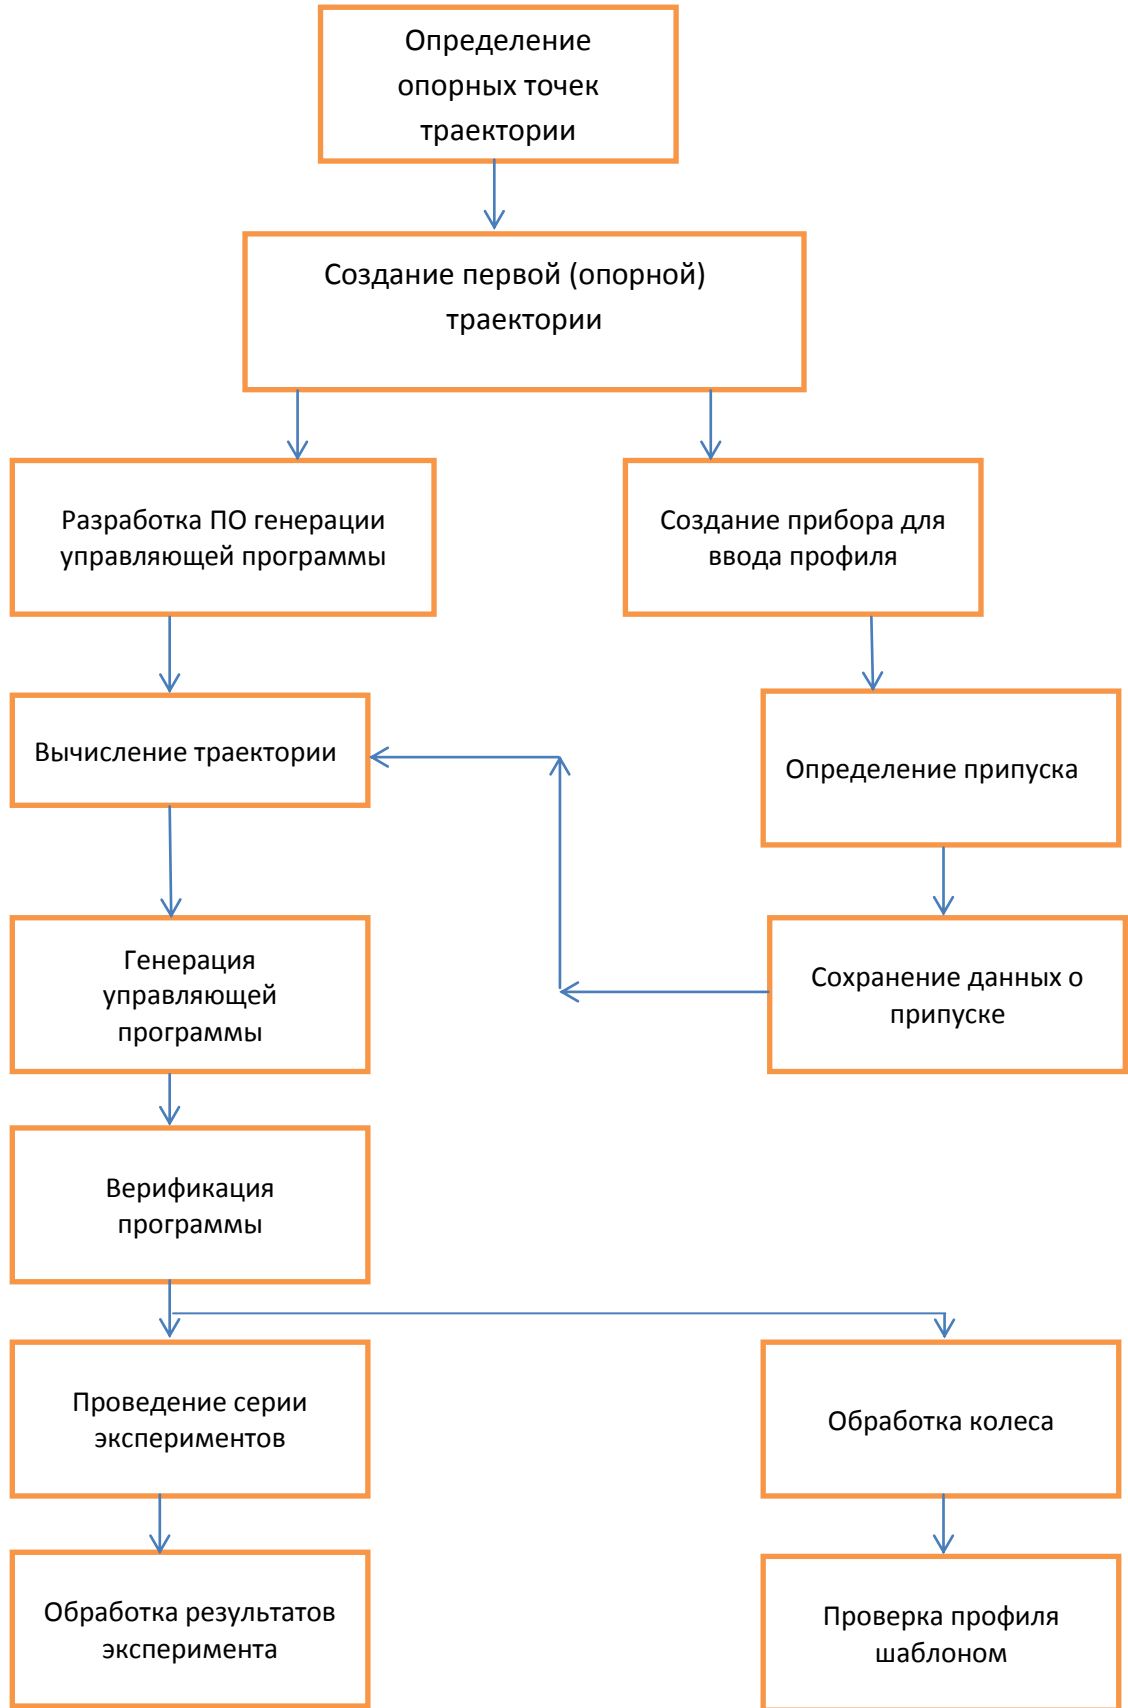 Определение
опорных точек
траектории
Создание первой (опорной)
траектории
Разработка ПО генерации
управляющей программы
Создание прибора для
ввода профиля
Вычисление траектории
Определение припуска
Генерация
управляющей
программы
Сохранение данных о
припуске
Верификация
программы
Проведение серии
экспериментов
Обработка колеса
Обработка результатов
эксперимента
Проверка профиля
шаблоном